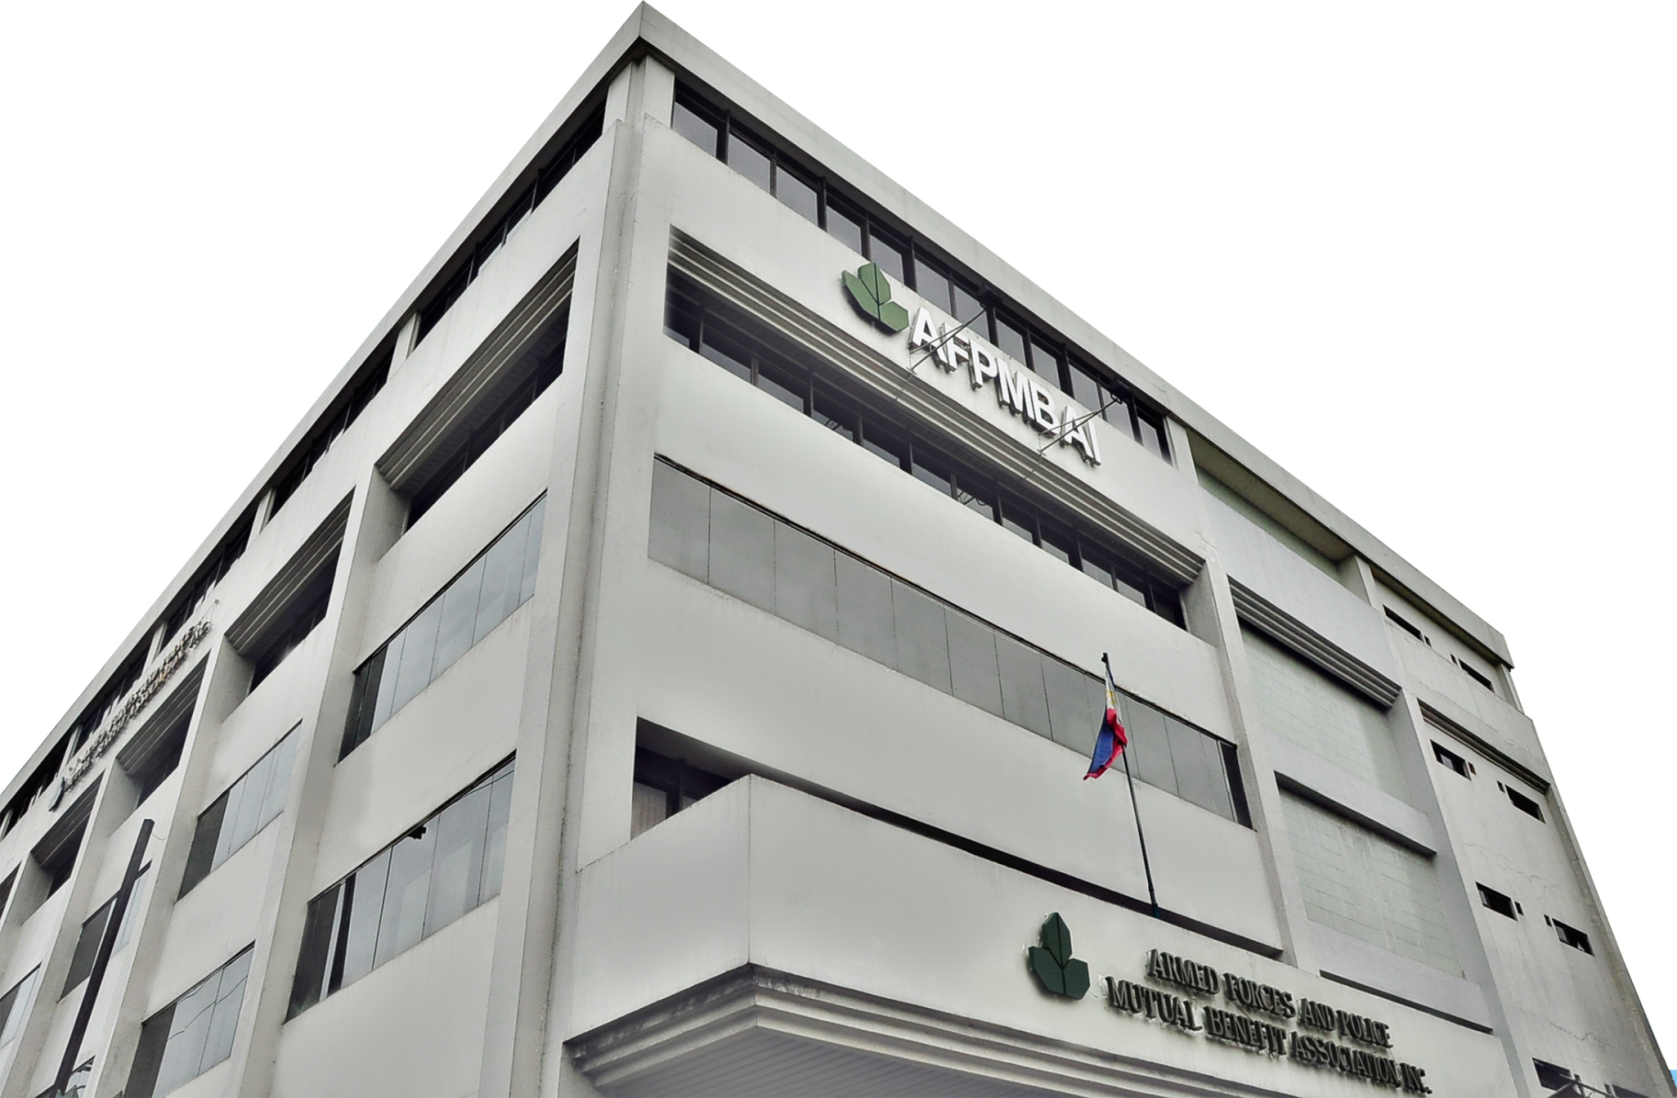 AFPMBAI
ARMED FORCES AND POLICE
MUTUAL BENEFIT ASSOCIATION INC.